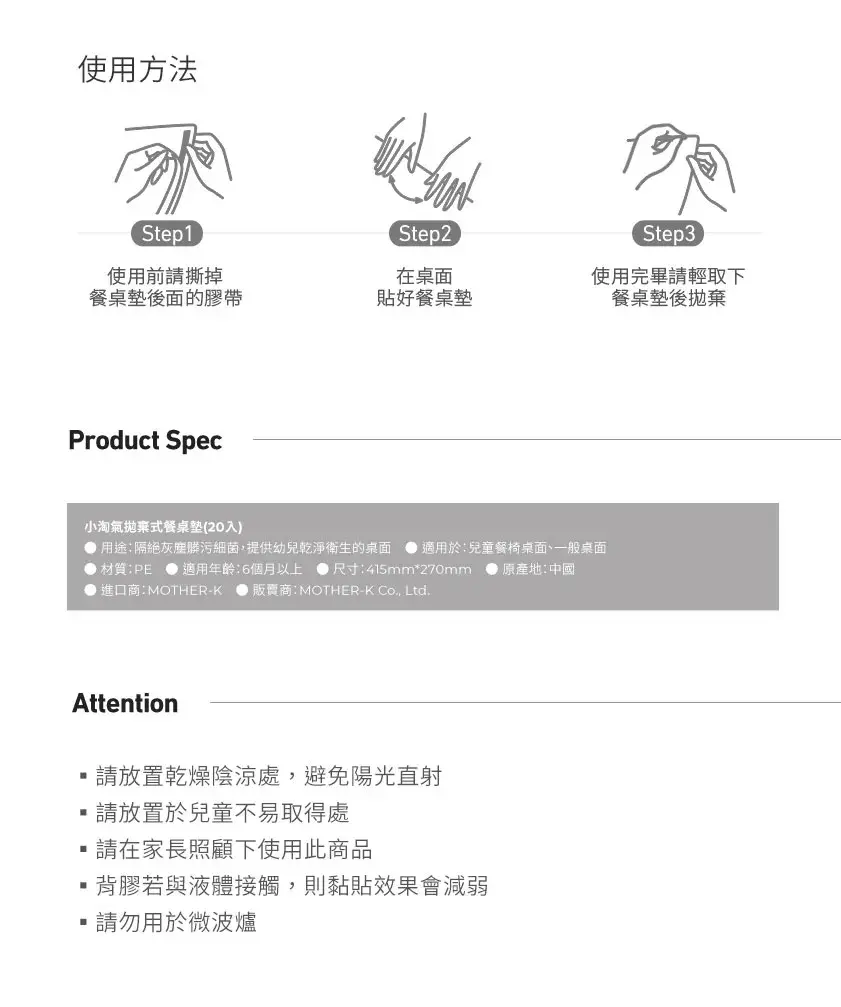 使用方法
Step1
Step2
Step3
使用前請撕掉
餐桌墊後面的膠帶
在桌面
貼好餐桌墊
使用完畢請輕取下
餐桌墊後拋棄
Product Spec
小淘氣拋棄式餐桌墊(20入)
● 用途:隔絕灰塵髒污細菌,提供幼兒乾淨衛生的桌面 ● 適用於:兒童餐椅桌面、一般桌面
● 材質:PE ● 適用年齡:6個月以上 ● 尺寸:415mm*270mm ● 原產地:中國
● 進口商:MOTHER-K ● 販賣商:MOTHER-K Co., Ltd.
Attention
▪ 請放置乾燥陰涼處，避免陽光直射
▪ 請放置於兒童不易取得處
▪ 請在家長照顧下使用此商品
▪ 背膠若與液體接觸，則黏貼效果會減弱
▪ 請勿用於微波爐